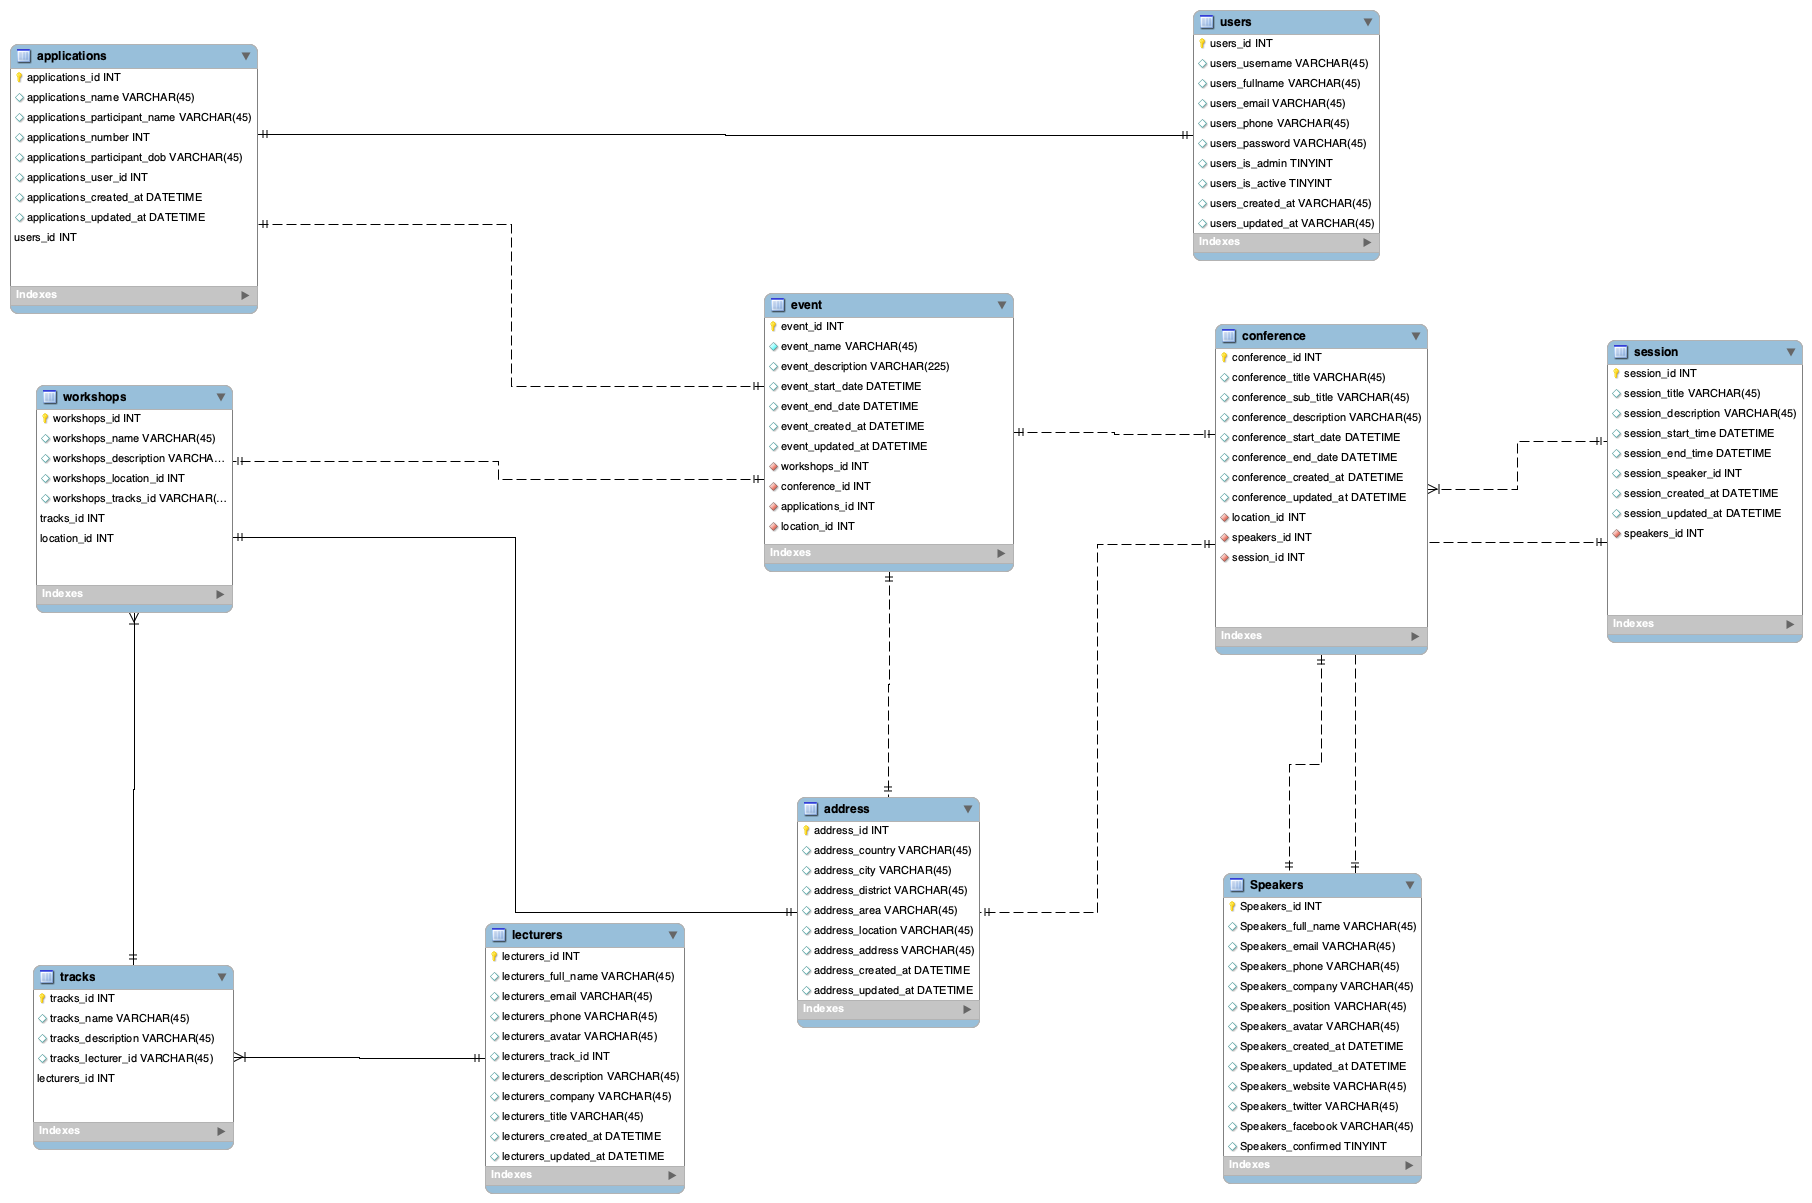 applications
applications_id INT
applications_name VARCHAR(45)
applications_participant_name VARCHAR(45)
applications_number INT
applications_participant_dob VARCHAR(45)
applications_user_id INT
applications_created_at DATETIME
applications_updated_at DATETIME
users_id INT
Indexes
users
users_id INT
users_username VARCHAR(45)
users_fullname VARCHAR(45)
users_email VARCHAR(45)
users_phone VARCHAR(45)
users_password VARCHAR(45)
users_is_admin TINYINT
users_is_active TINYINT
users_created_at VARCHAR(45)
users_updated_at VARCHAR(45)
Indexes
event
event_id INT
event_name VARCHAR(45)
event_description VARCHAR(225)
event_start_date DATETIME
event_end_date DATETIME
event_created_at DATETIME
event_updated_at DATETIME
workshops_id INT
conference_id INT
applications_id INT
location_id INT
Indexes
conference
conference_id INT
conference_title VARCHAR(45)
conference_sub_title VARCHAR(45)
conference_description VARCHAR(45)
conference_start_date DATETIME
conference_end_date DATETIME
conference_created_at DATETIME
conference_updated_at DATETIME
location_id INT
speakers_id INT
session_id INT
Indexes
session
session_id INT
session_title VARCHAR(45)
session_description VARCHAR(45)
session_start_time DATETIME
session_end_time DATETIME
session_speaker_id INT
session_created_at DATETIME
session_updated_at DATETIME
speakers_id INT
Indexes
workshops
workshops_id INT
workshops_name VARCHAR(45)
workshops_description VARCHA...
workshops_location_id INT
workshops_tracks_id VARCHAR(...
tracks_id INT
location_id INT
Indexes
address
address_id INT
address_country VARCHAR(45)
address_city VARCHAR(45)
address_district VARCHAR(45)
address_area VARCHAR(45)
address_location VARCHAR(45)
address_address VARCHAR(45)
address_created_at DATETIME
address_updated_at DATETIME
Indexes
Speakers
Speakers_id INT
Speakers_full_name VARCHAR(45)
Speakers_email VARCHAR(45)
Speakers_phone VARCHAR(45)
Speakers_company VARCHAR(45)
Speakers_position VARCHAR(45)
Speakers_avatar VARCHAR(45)
Speakers_created_at DATETIME
Speakers_updated_at DATETIME
Speakers_website VARCHAR(45)
Speakers_twitter VARCHAR(45)
Speakers_facebook VARCHAR(45)
Speakers_confirmed TINYINT
Indexes
lecturers
lecturers_id INT
lecturers_full_name VARCHAR(45)
lecturers_email VARCHAR(45)
lecturers_phone VARCHAR(45)
lecturers_avatar VARCHAR(45)
lecturers_track_id INT
lecturers_description VARCHAR(45)
lecturers_company VARCHAR(45)
lecturers_title VARCHAR(45)
lecturers_created_at DATETIME
lecturers_updated_at DATETIME
Indexes
tracks
tracks_id INT
tracks_name VARCHAR(45)
tracks_description VARCHAR(45)
tracks_lecturer_id VARCHAR(45)
lecturers_id INT
Indexes